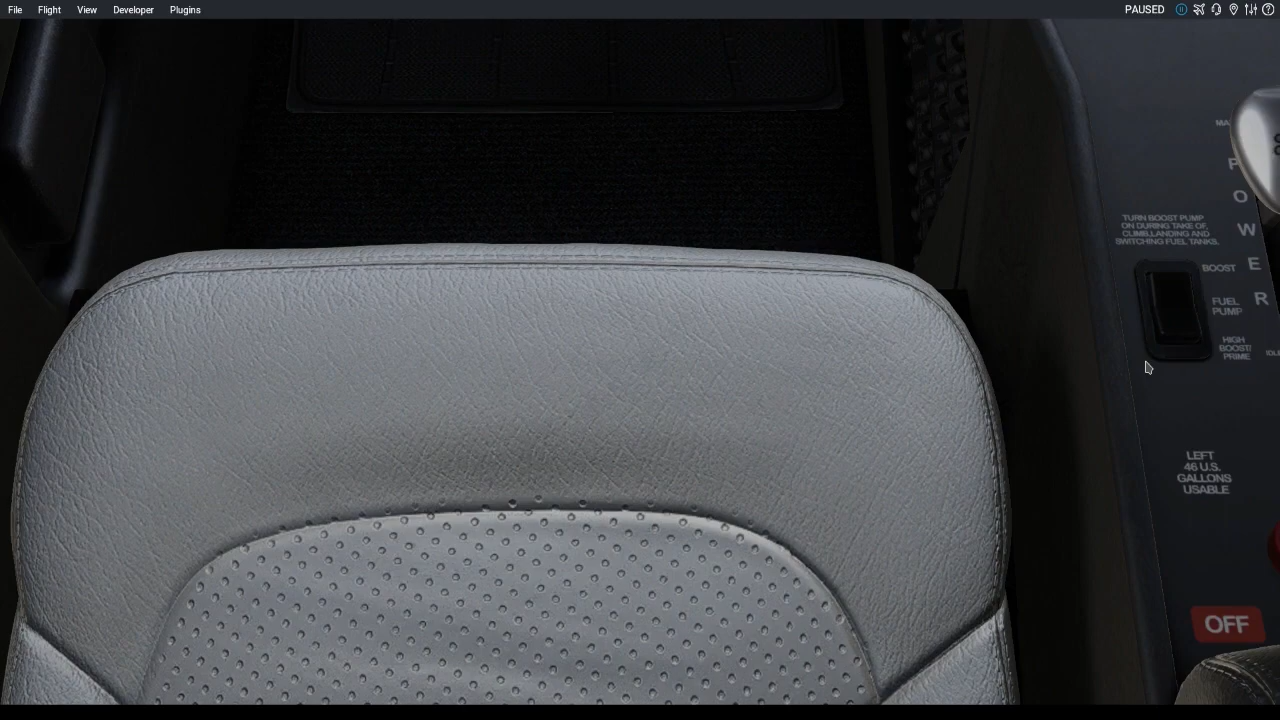 File Flight View Developer Plugins PAUSED
P
O
W
E
R
TURN BOOST PUMP
ON DURING TAKE OF,
CLIMB,LANDING AND
SWITCHING FUEL TANKS.
BOOST
FUEL
PUMP
HIGH
BOOST/
PRIME
LEFT
46 U.S.
GALLONS
USABLE
OFF